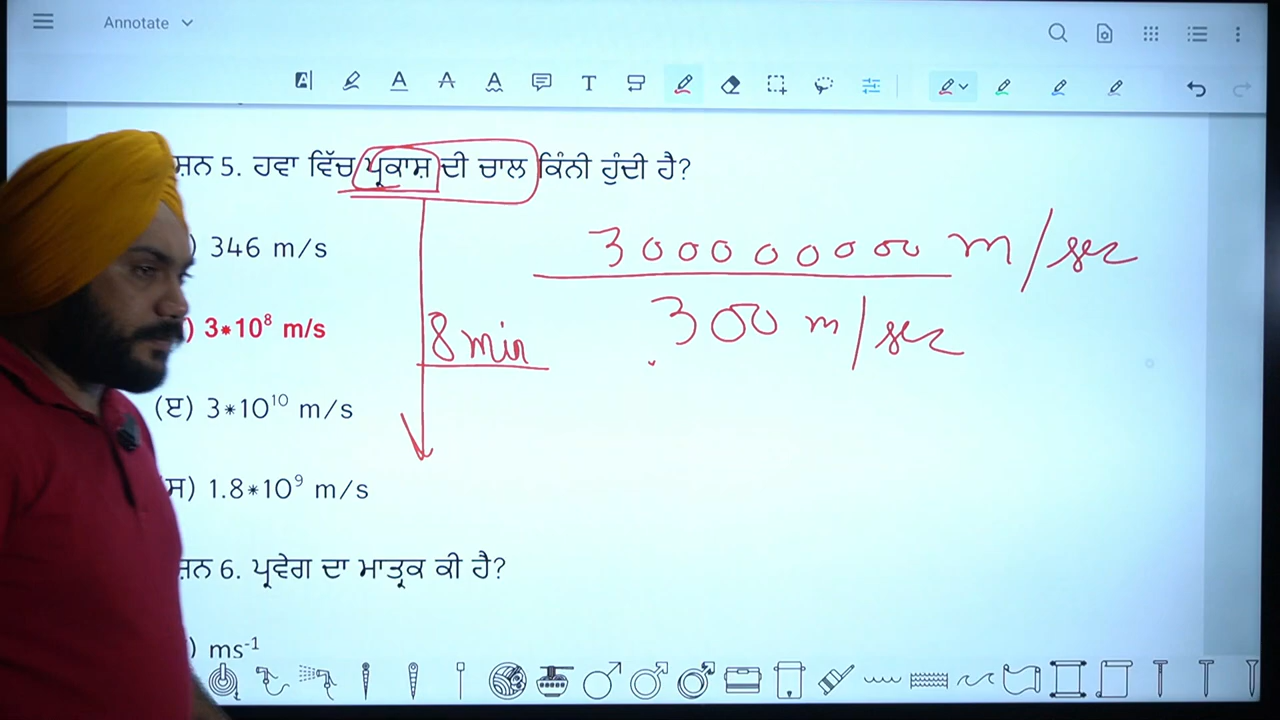 Annotate
ਸ਼ਨ 5. ਹਵਾ ਵਿੱਚ ਪ੍ਰਕਾਸ਼ ਦੀ ਚਾਲ ਕਿੰਨੀ ਹੁੰਦੀ ਹੈ?
) 346 m/s
300000000 m/sec
) 3*10⁸ m/s
8 min
300 m/sec
(ੲ) 3*10¹⁰ m/s
ਸ) 1.8*10⁹ m/s
ਸ਼ਨ 6. ਪ੍ਰਵੇਗ ਦਾ ਮਾਤ੍ਰਕ ਕੀ ਹੈ?
) ms⁻¹